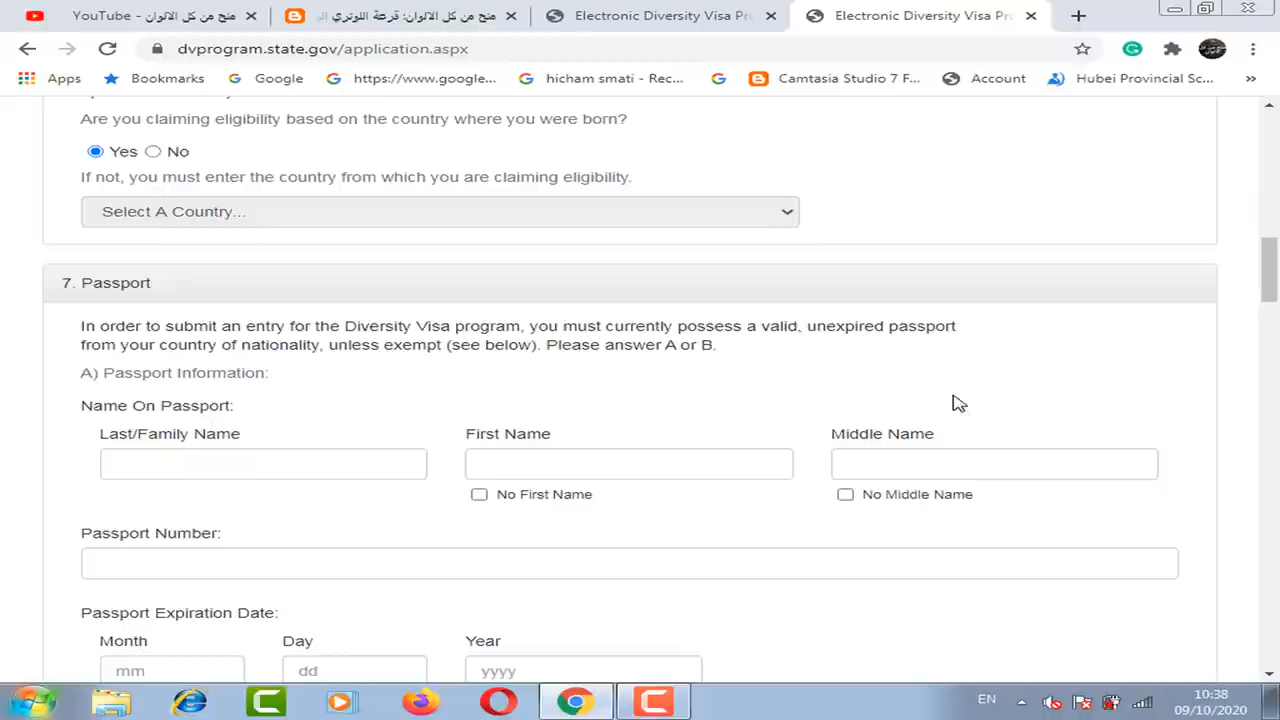 YouTube - منح من كل الالوان
منح من كل الالوان: قرعة اللوتري ال
Electronic Diversity Visa Pr
Electronic Diversity Visa Pr
dvprogram.state.gov/application.aspx
Apps Bookmarks Google https://www.google... hicham smati - Rec... Camtasia Studio 7 F... Account Hubei Provincial Sc... »
Are you claiming eligibility based on the country where you were born?
Yes No
If not, you must enter the country from which you are claiming eligibility.
Select A Country...
7. Passport
In order to submit an entry for the Diversity Visa program, you must currently possess a valid, unexpired passport
from your country of nationality, unless exempt (see below). Please answer A or B.
A) Passport Information:
Name On Passport:
Last/Family Name First Name Middle Name
No First Name No Middle Name
Passport Number:
Passport Expiration Date:
Month Day Year
mm dd yyyy
EN
10:38
09/10/2020